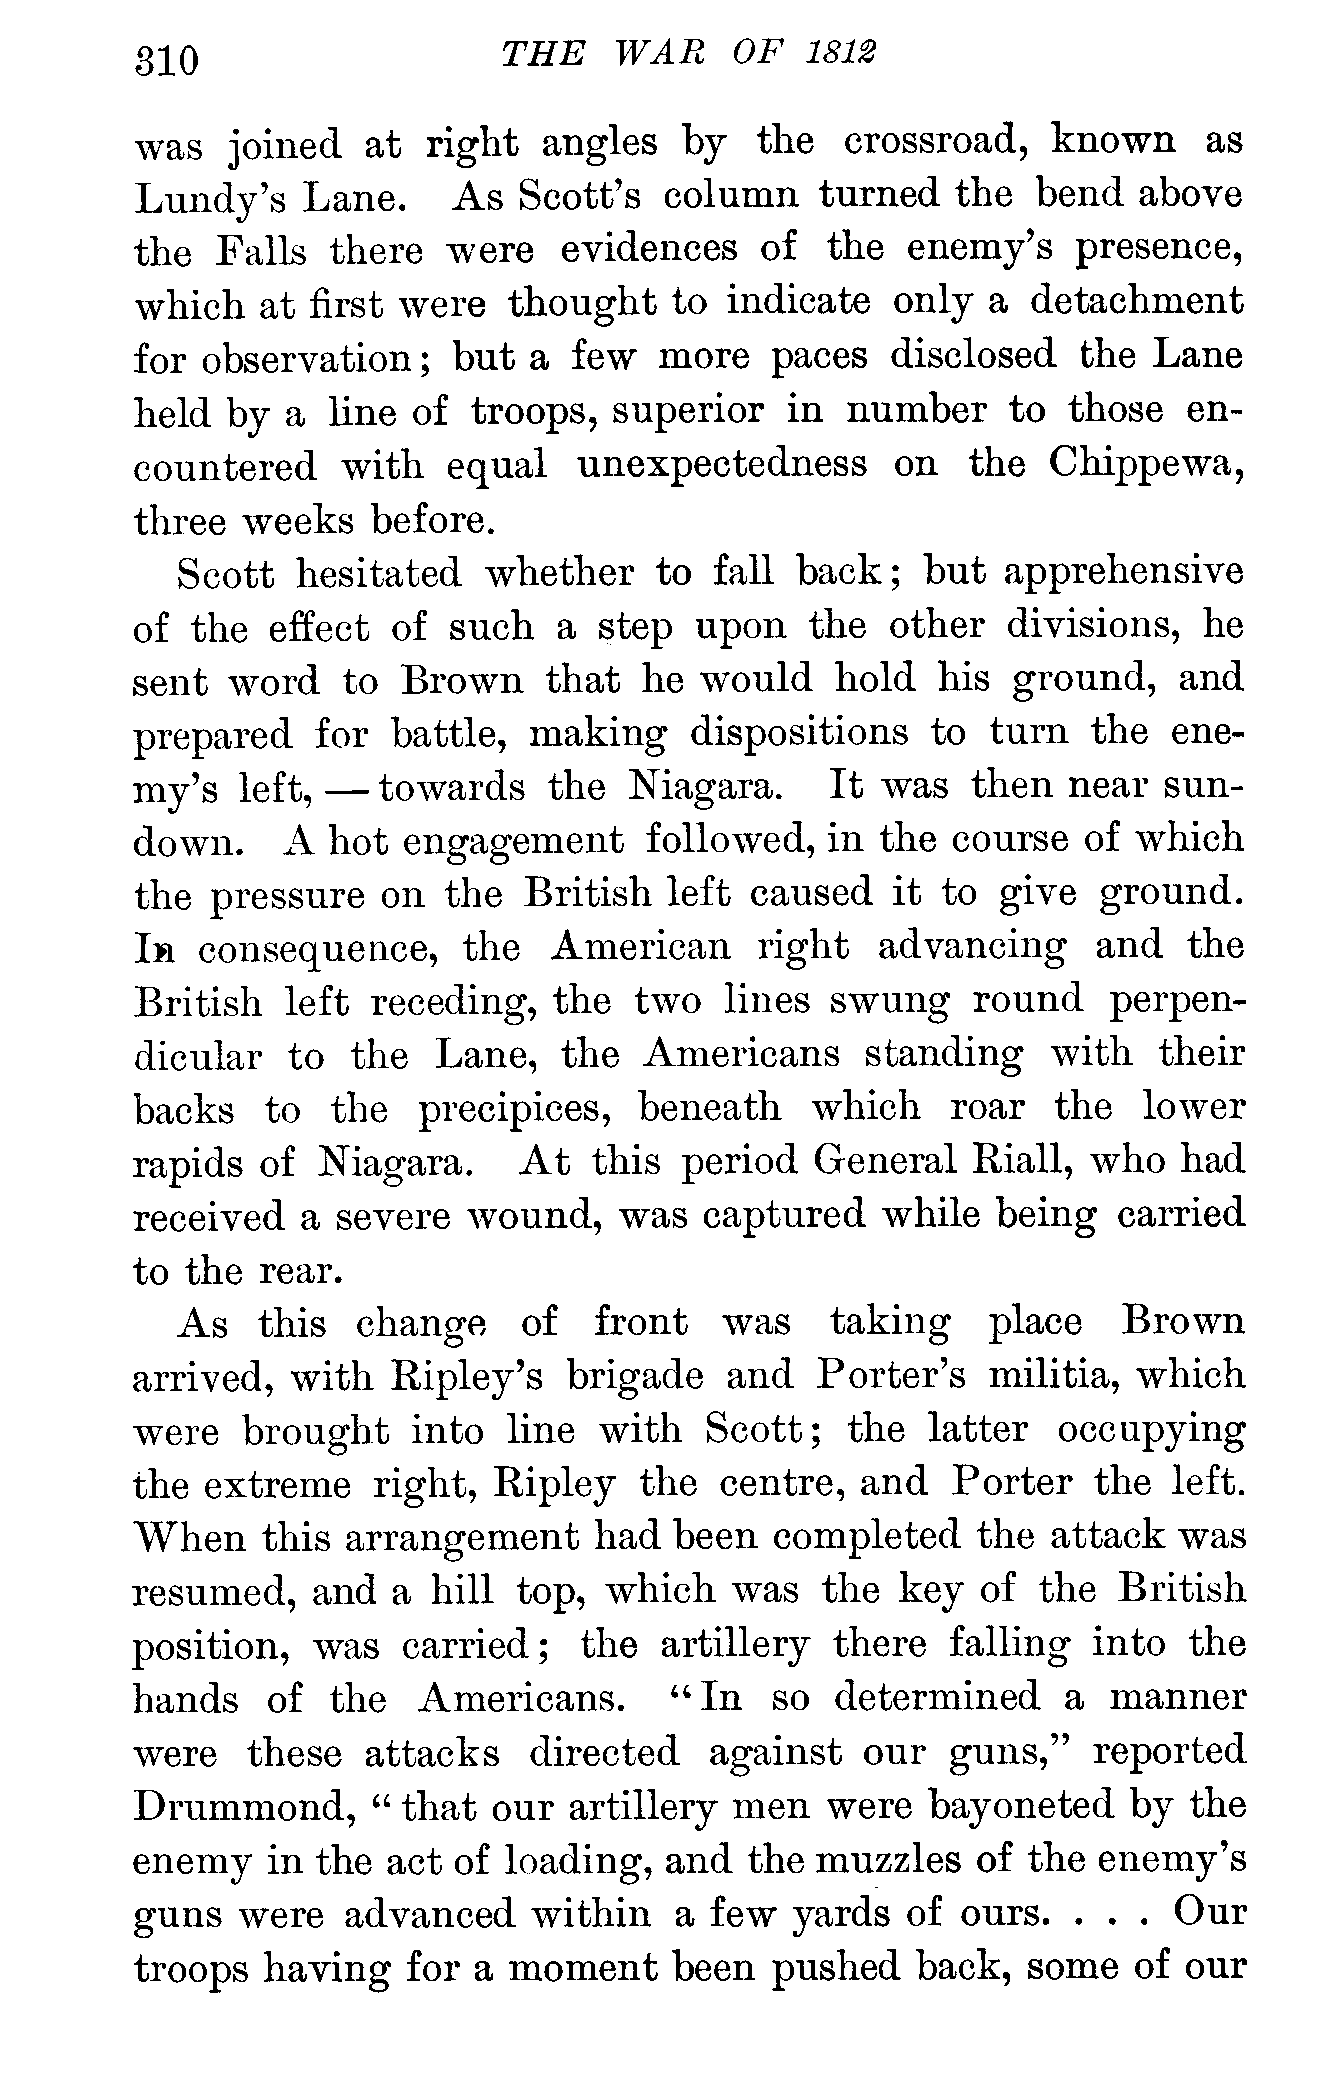 310 THE WAR OF 1812
was joined at right angles by the crossroad, known as
Lundy's Lane. As Scott's column turned the bend above
the Falls there were evidences of the enemy's presence,
which at first were thought to indicate only a detachment
for observation; but a few more paces disclosed the Lane
held by a line of troops, superior in number to those en-
countered with equal unexpectedness on the Chippewa,
three weeks before.
Scott hesitated whether to fall back; but apprehensive
of the effect of such a step upon the other divisions, he
sent word to Brown that he would hold his ground, and
prepared for battle, making dispositions to turn the ene-
my's left, — towards the Niagara. It was then near sun-
down. A hot engagement followed, in the course of which
the pressure on the British left caused it to give ground.
In consequence, the American right advancing and the
British left receding, the two lines swung round perpen-
dicular to the Lane, the Americans standing with their
backs to the precipices, beneath which roar the lower
rapids of Niagara. At this period General Riall, who had
received a severe wound, was captured while being carried
to the rear.
As this change of front was taking place Brown
arrived, with Ripley's brigade and Porter's militia, which
were brought into line with Scott; the latter occupying
the extreme right, Ripley the centre, and Porter the left.
When this arrangement had been completed the attack was
resumed, and a hill top, which was the key of the British
position, was carried; the artillery there falling into the
hands of the Americans. "In so determined a manner
were these attacks directed against our guns," reported
Drummond, "that our artillery men were bayoneted by the
enemy in the act of loading, and the muzzles of the enemy's
guns were advanced within a few yards of ours. . . . Our
troops having for a moment been pushed back, some of our